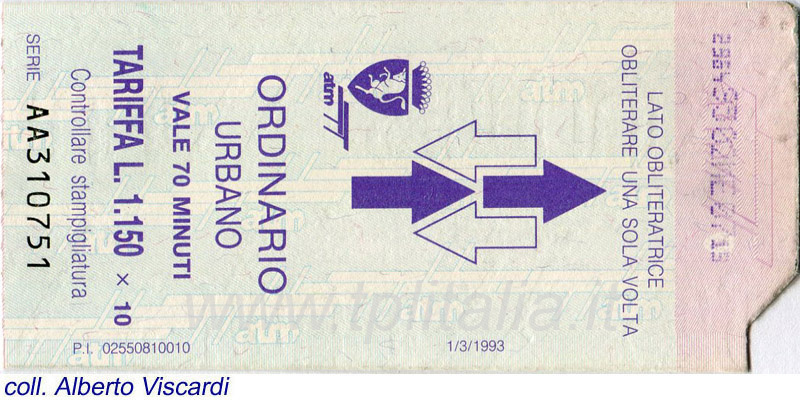 LATO OBLITERATRICE
OBLITERARE UNA SOLA VOLTA
atm
ORDINARIO
URBANO
VALE 70 MINUTI
TARIFFA L. 1.150 x 10
Controllare stampigliatura
SERIE AA310751
P.I. 02550810010
1/3/1993
www.tplitalia.it
coll. Alberto Viscardi